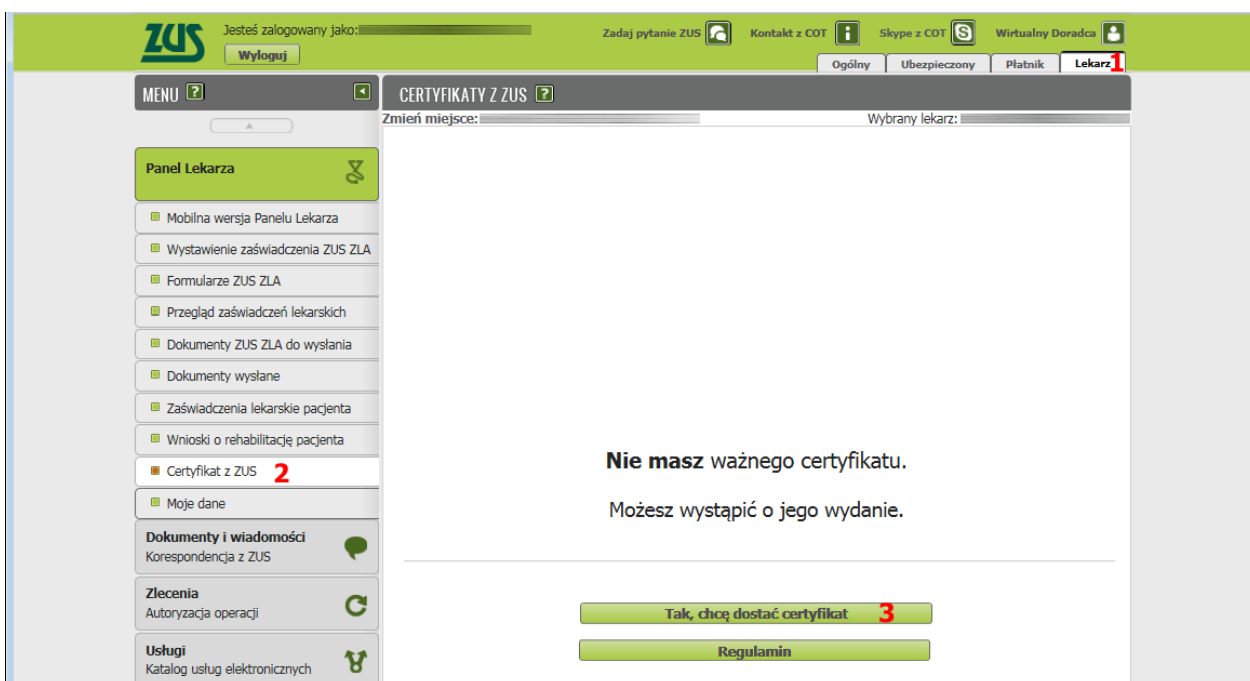 ZUS
Jesteś zalogowany jako:
Wyloguj
Zadaj pytanie ZUS
Kontakt z COT
Skype z COT
Wirtualny Doradca
Ogólny
Ubezpieczony
Płatnik
Lekarz
1
MENU ?
CERTYFIKATY Z ZUS ?
Zmień miejsce:
Wybrany lekarz:
Panel Lekarza
Mobilna wersja Panelu Lekarza
Wystawienie zaświadczenia ZUS ZLA
Formularze ZUS ZLA
Przegląd zaświadczeń lekarskich
Dokumenty ZUS ZLA do wysłania
Dokumenty wysłane
Zaświadczenia lekarskie pacjenta
Wnioski o rehabilitację pacjenta
Certyfikat z ZUS 2
Moje dane
Dokumenty i wiadomości
Korespondencja z ZUS
Zlecenia
Autoryzacja operacji
Usługi
Katalog usług elektronicznych
Nie masz ważnego certyfikatu.
Możesz wystąpić o jego wydanie.
Tak, chcę dostać certyfikat 3
Regulamin